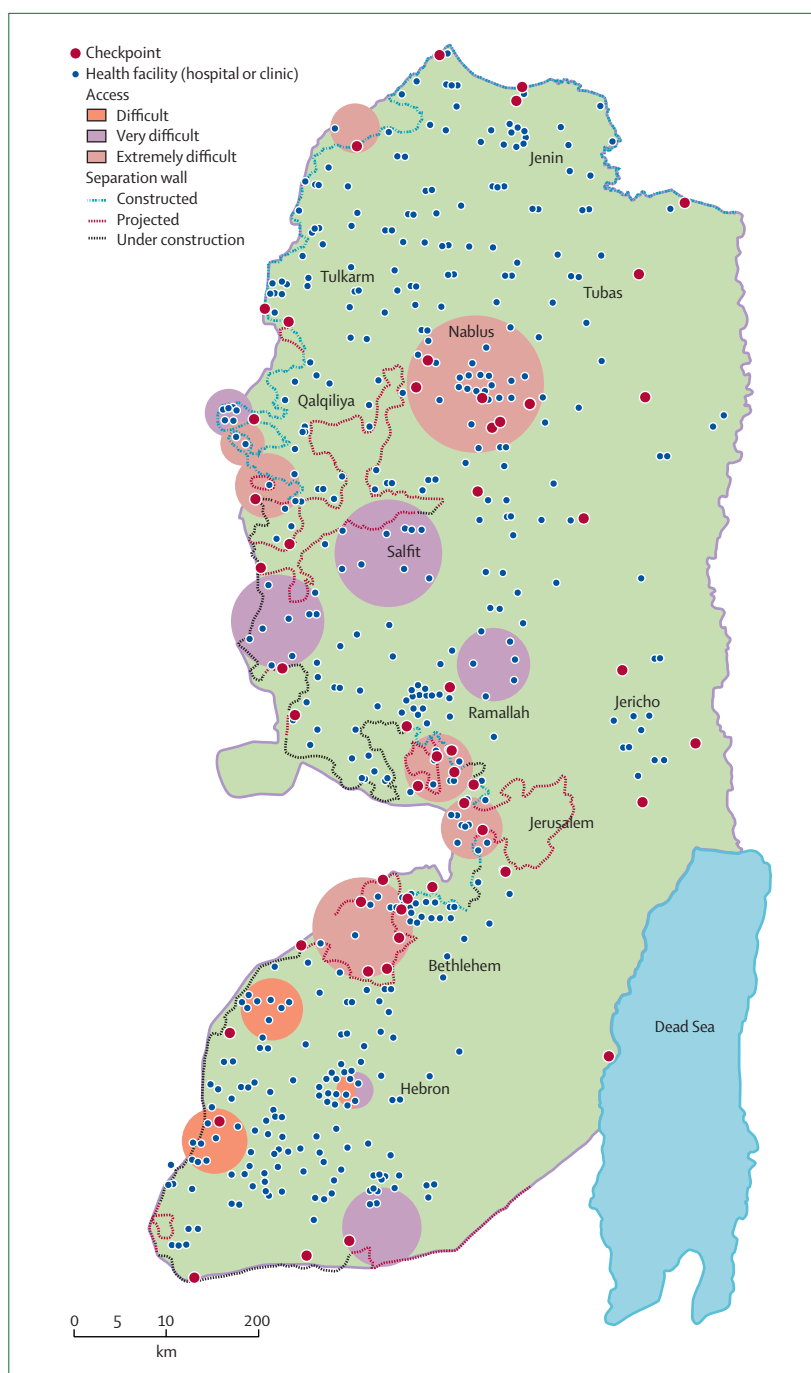 Checkpoint
Health facility (hospital or clinic)
Access
Difficult
Very difficult
Extremely difficult
Separation wall
Constructed
Projected
Under construction
Jenin
Tulkarm
Tubas
Nablus
Qalqiliya
Salfit
Ramallah
Jericho
Jerusalem
Bethlehem
Dead Sea
Hebron
0 5 10 200
km